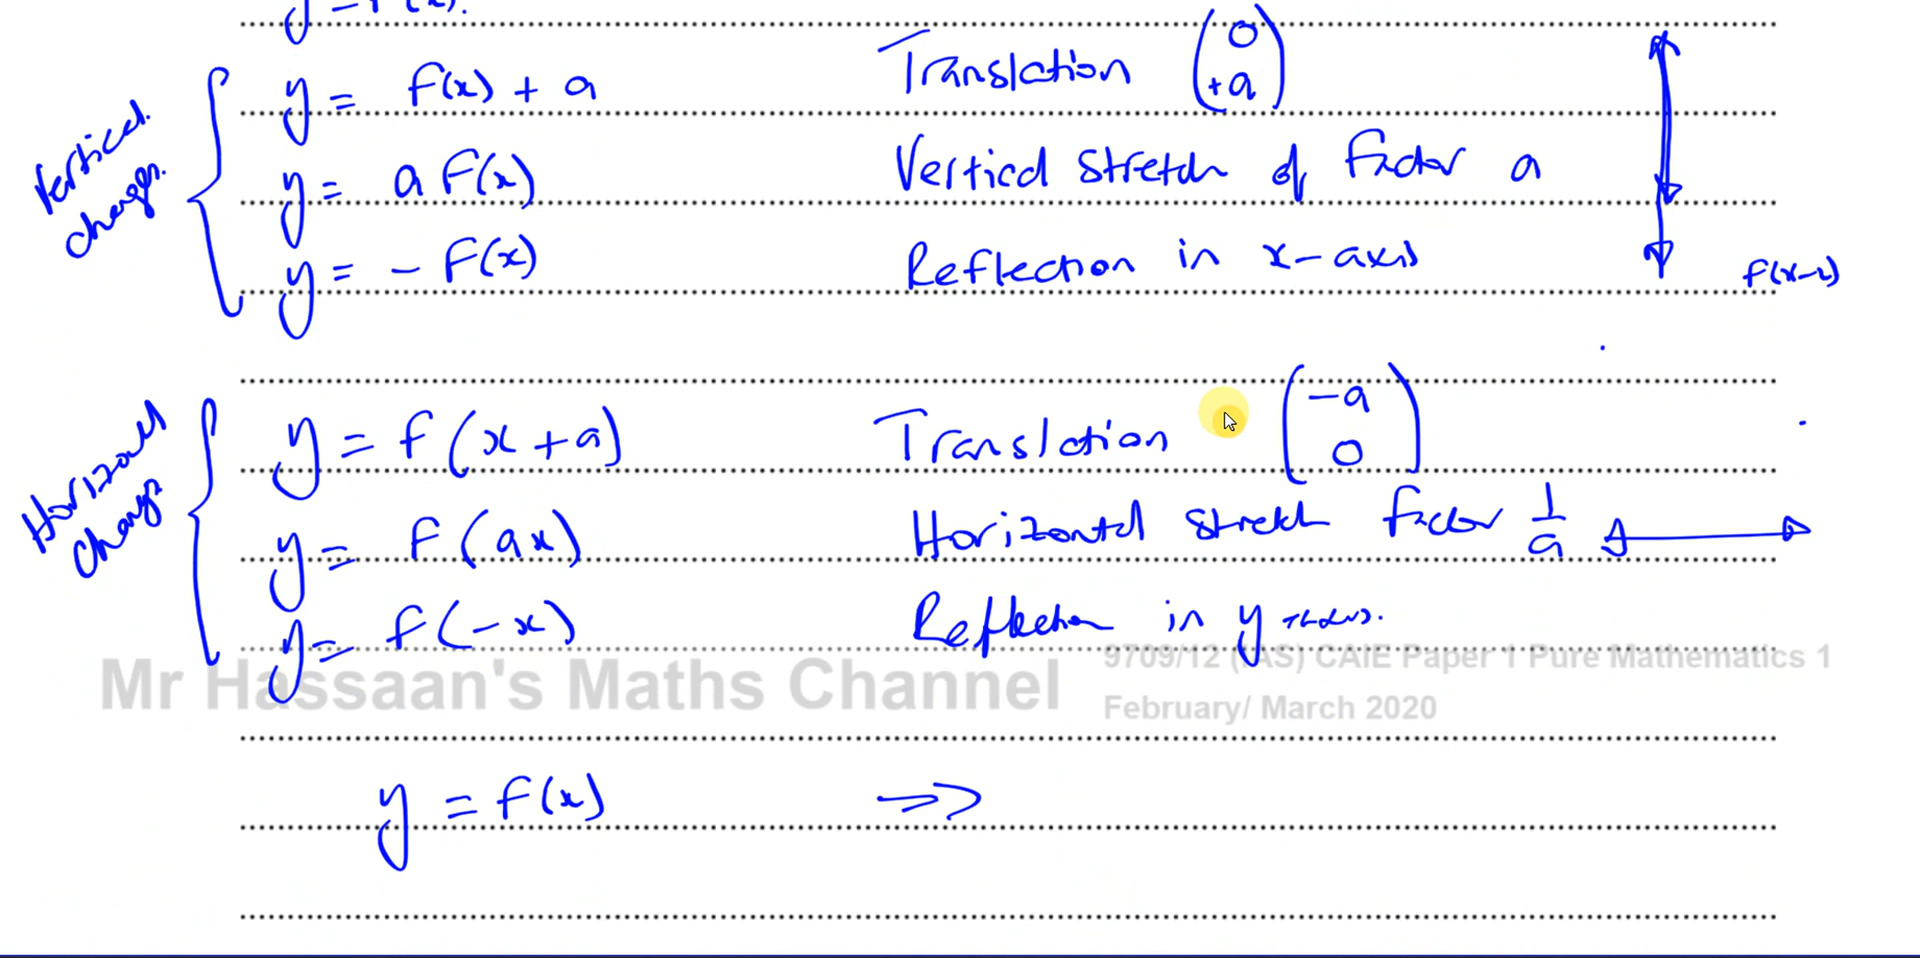 y = f(x).
y = f(x) + a Translation (0 +a)
Vertical change.
y = a f(x) Vertical stretch of factor a
y = - f(x) Reflection in x-axis
f(x-2)
y = f(x+a) Translation (-a 0)
Horizontal change
y = f(ax) Horizontal stretch factor 1/a
y = f(-x) Reflection in y
Mr Hassaan's Maths Channel
9709/12 (AS) CAIE Paper 1 Pure Mathematics 1
February/ March 2020
y = f(x) =>